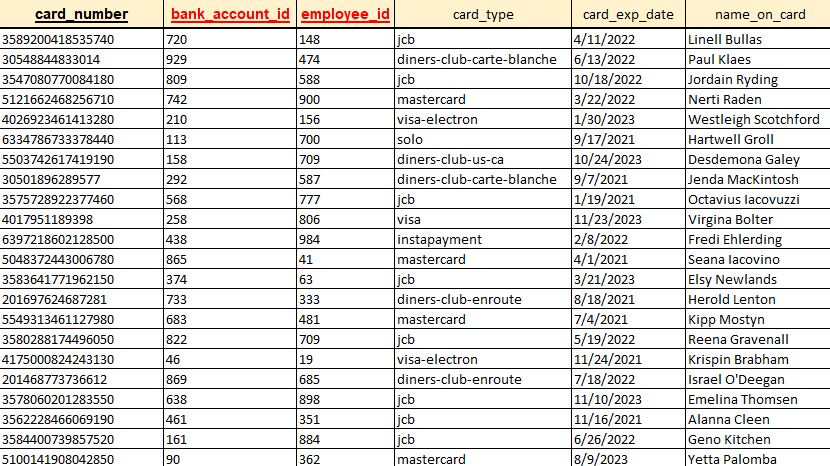 card_number bank_account_id employee_id card_type card_exp_date name_on_card
3589200418535740 720 148 jcb 4/11/2022 Linell Bullas
30548844833014 929 474 diners-club-carte-blanche 6/13/2022 Paul Klaes
3547080770084180 809 588 jcb 10/18/2022 Jordain Ryding
5121662468256710 742 900 mastercard 3/22/2022 Nerti Raden
4026923461413280 210 156 visa-electron 1/30/2023 Westleigh Scotchford
6334786733378440 113 700 solo 9/17/2021 Hartwell Groll
5503742617419190 158 709 diners-club-us-ca 10/24/2023 Desdemona Galey
30501896289577 292 587 diners-club-carte-blanche 9/7/2021 Jenda MacKintosh
3575728922377460 568 777 jcb 1/19/2021 Octavius Iacovuzzi
4017951189398 258 806 visa 11/23/2023 Virgina Bolter
6397218602128500 438 984 instapayment 2/8/2022 Fredi Ehlerding
5048372443006780 865 41 mastercard 4/1/2021 Seana Iacovino
3583641771962150 374 63 jcb 3/21/2023 Elsy Newlands
201697624687281 733 333 diners-club-enroute 8/18/2021 Herold Lenton
5549313461127980 683 481 mastercard 7/4/2021 Kipp Mostyn
3580288174496050 822 709 jcb 5/19/2022 Reena Gravenall
4175000824243130 46 19 visa-electron 11/24/2021 Krispin Brabham
201468773736612 869 685 diners-club-enroute 7/18/2022 Israel O'Deegan
3578060201283550 638 898 jcb 11/10/2023 Emelina Thomsen
3562228466069190 461 351 jcb 11/16/2021 Alanna Cleen
3584400739857520 161 884 jcb 6/26/2022 Geno Kitchen
5100141908042850 90 362 mastercard 8/9/2023 Yetta Palomba